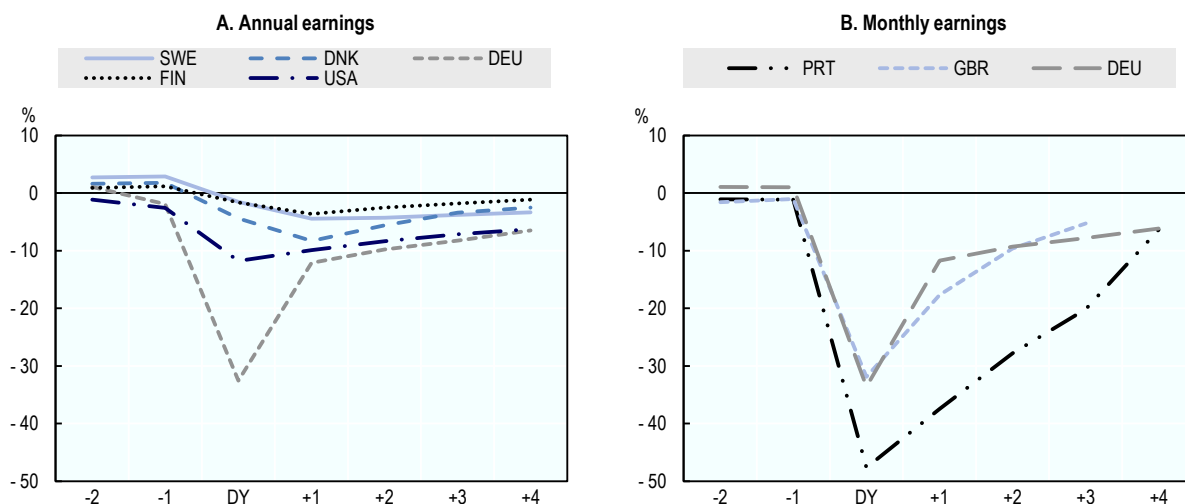 A. Annual earnings
SWE DNK DEU
FIN USA
%
10
0
- 10
- 20
- 30
- 40
- 50
-2 -1 DY +1 +2 +3 +4
B. Monthly earnings
PRT GBR DEU
%
10
0
- 10
- 20
- 30
- 40
- 50
-2 -1 DY +1 +2 +3 +4